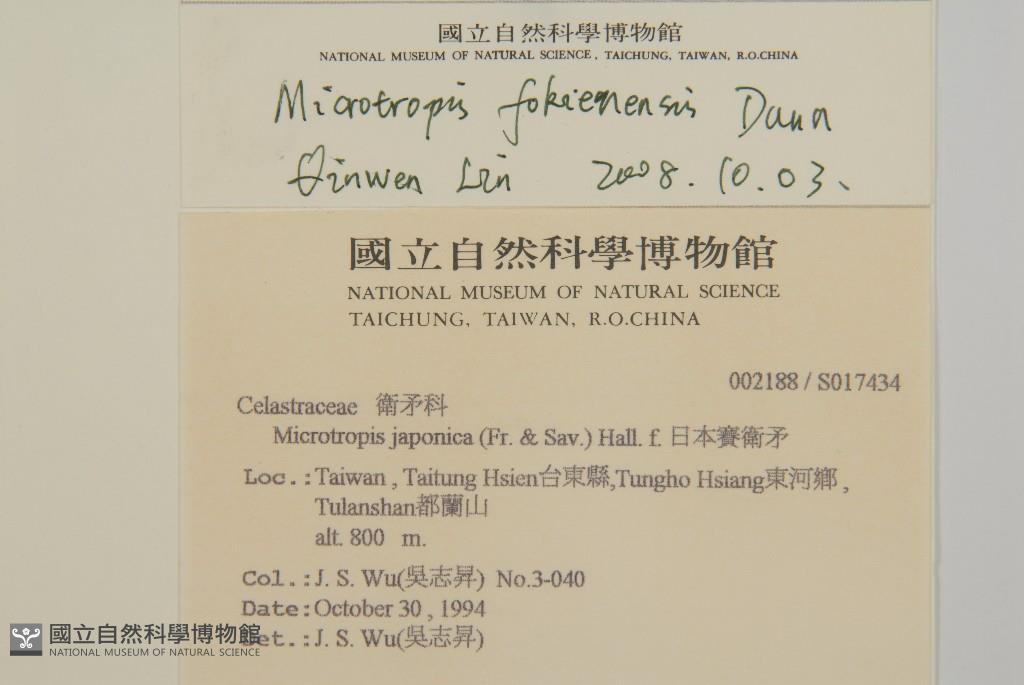 國立自然科學博物館
NATIONAL MUSEUM OF NATURAL SCIENCE, TAICHUNG, TAIWAN, R.O.CHINA
Microtropis fokienensis Dunn
Qinwen Lin 2008.10.03.
國立自然科學博物館
NATIONAL MUSEUM OF NATURAL SCIENCE
TAICHUNG, TAIWAN, R.O.CHINA
002188 / S017434
Celastraceae 衛矛科
Microtropis japonica (Fr. & Sav.) Hall. f. 日本賽衛矛
Loc.:Taiwan , Taitung Hsien台東縣,Tungho Hsiang東河鄉 ,
Tulanshan都蘭山
alt. 800 m.
Col.:J. S. Wu(吳志昇) No.3-040
Date:October 30 , 1994
Det.:J. S. Wu(吳志昇)
國立自然科學博物館
NATIONAL MUSEUM OF NATURAL SCIENCE